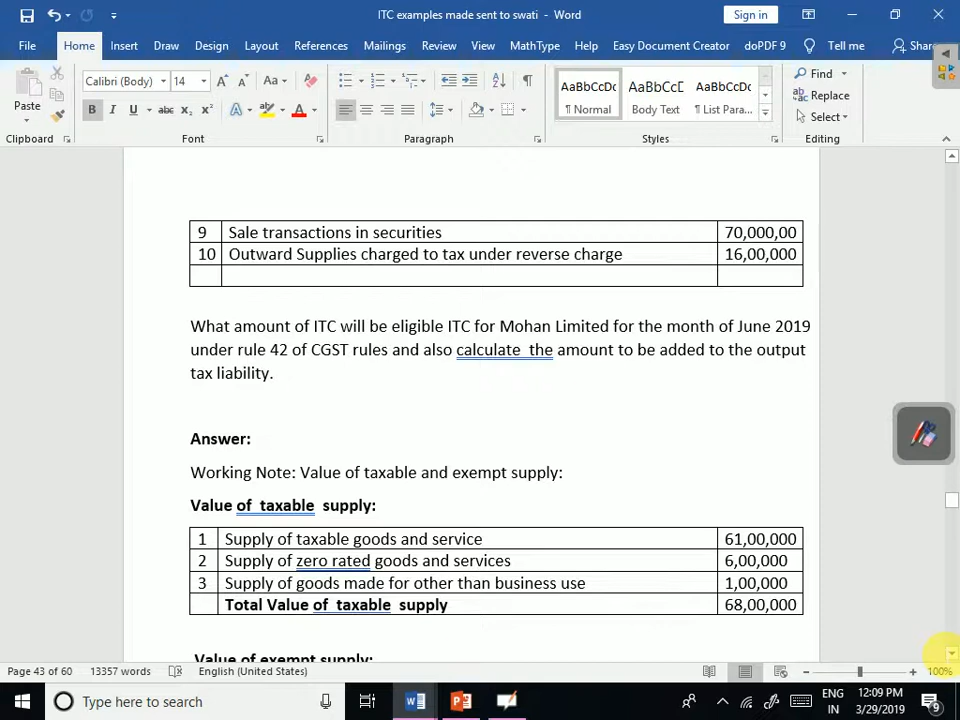 ITC examples made sent to swati - Word
Sign in
File Home Insert Draw Design Layout References Mailings Review View MathType Help Easy Document Creator doPDF 9 Tell me Share
Paste
Calibri (Body) 14
Clipboard Font Paragraph Styles Editing
AaBbCcDc AaBbCcD AaBbCcDc
¶ Normal Body Text ¶ List Para...
Find
Replace
Select
9 Sale transactions in securities 70,000,00
10 Outward Supplies charged to tax under reverse charge 16,00,000
What amount of ITC will be eligible ITC for Mohan Limited for the month of June 2019
under rule 42 of CGST rules and also calculate the amount to be added to the output
tax liability.
Answer:
Working Note: Value of taxable and exempt supply:
Value of taxable supply:
1 Supply of taxable goods and service 61,00,000
2 Supply of zero rated goods and services 6,00,000
3 Supply of goods made for other than business use 1,00,000
Total Value of taxable supply 68,00,000
Value of exempt supply:
Page 43 of 60 13357 words English (United States) 100%
Type here to search
ENG
IN
12:09 PM
3/29/2019
9